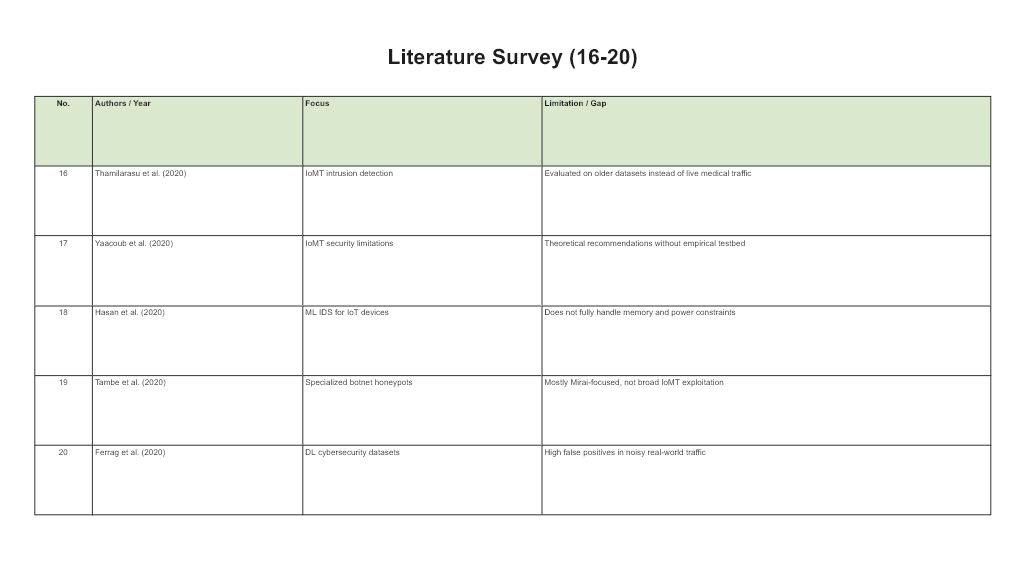 Literature Survey (16-20)
No. Authors / Year Focus Limitation / Gap
16 Thamilarasu et al. (2020) IoMT intrusion detection Evaluated on older datasets instead of live medical traffic
17 Yaacoub et al. (2020) IoMT security limitations Theoretical recommendations without empirical testbed
18 Hasan et al. (2020) ML IDS for IoT devices Does not fully handle memory and power constraints
19 Tambe et al. (2020) Specialized botnet honeypots Mostly Mirai-focused, not broad IoMT exploitation
20 Ferrag et al. (2020) DL cybersecurity datasets High false positives in noisy real-world traffic